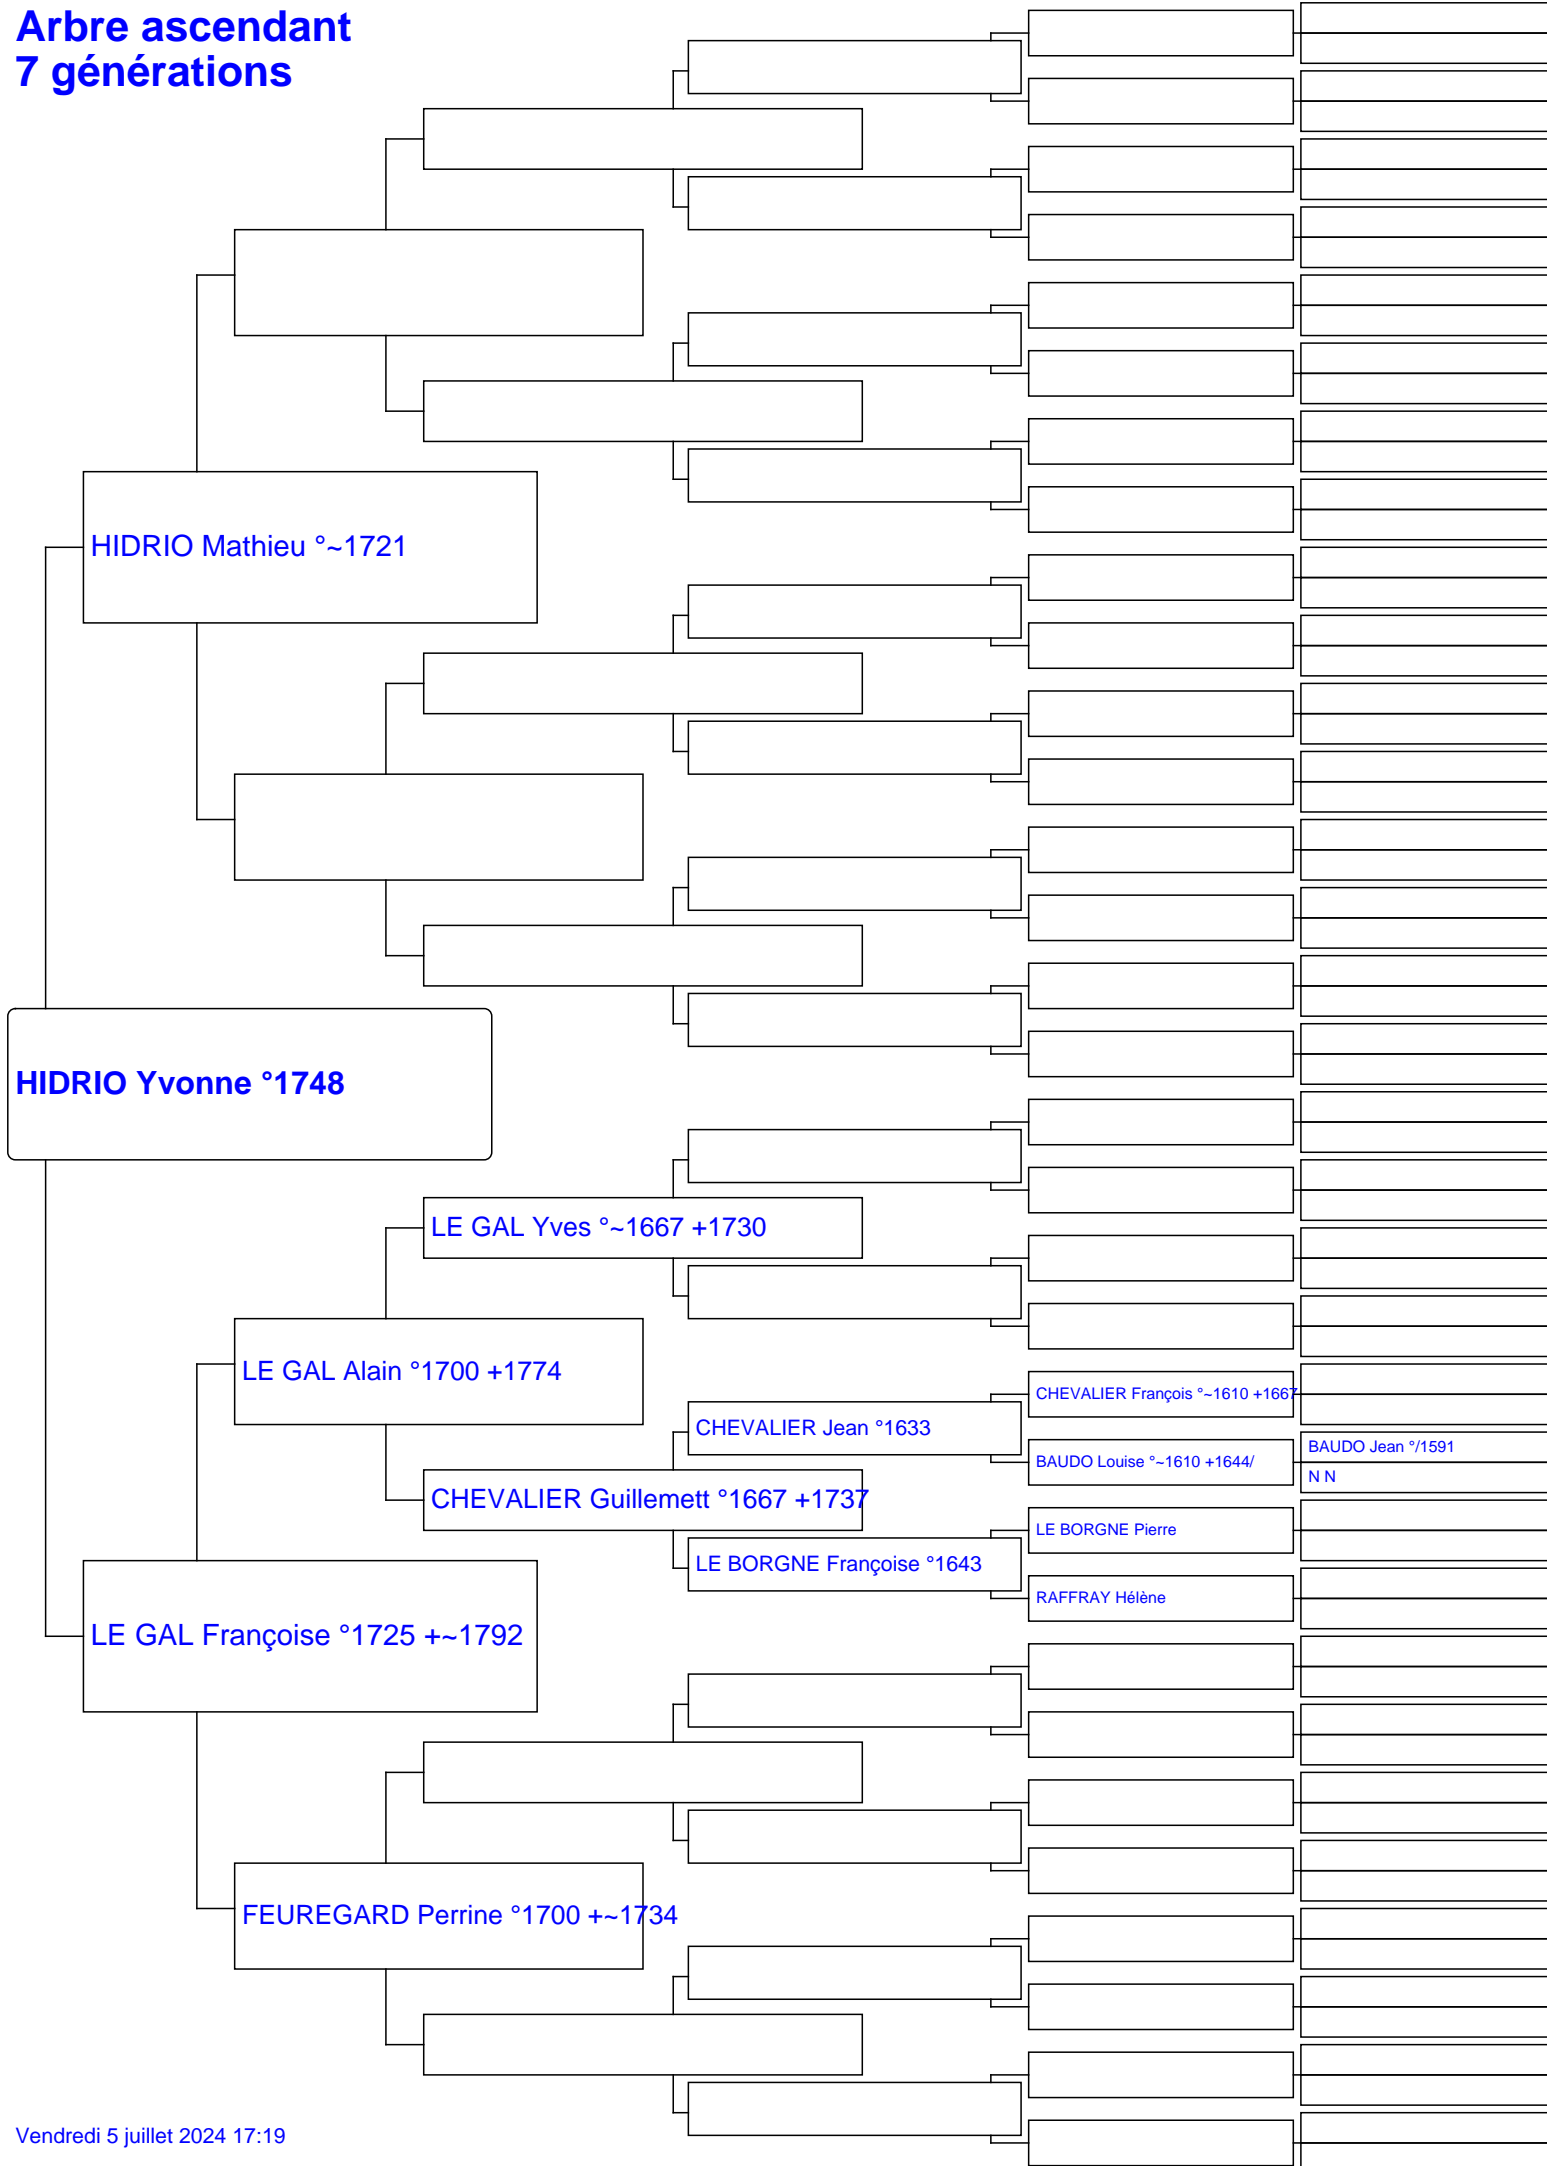 Arbre ascendant
7 générations
HIDRIO Mathieu °~1721
HIDRIO Yvonne °1748
LE GAL Yves °~1667 +1730
LE GAL Alain °1700 +1774
CHEVALIER François °~1610 +1667
CHEVALIER Jean °1633
BAUDO Jean °/1591
BAUDO Louise °~1610 +1644/
N N
CHEVALIER Guillemett °1667 +1737
LE BORGNE Pierre
LE BORGNE Françoise °1643
RAFFRAY Hélène
LE GAL Françoise °1725 +~1792
FEUREGARD Perrine °1700 +~1734
Vendredi 5 juillet 2024 17:19